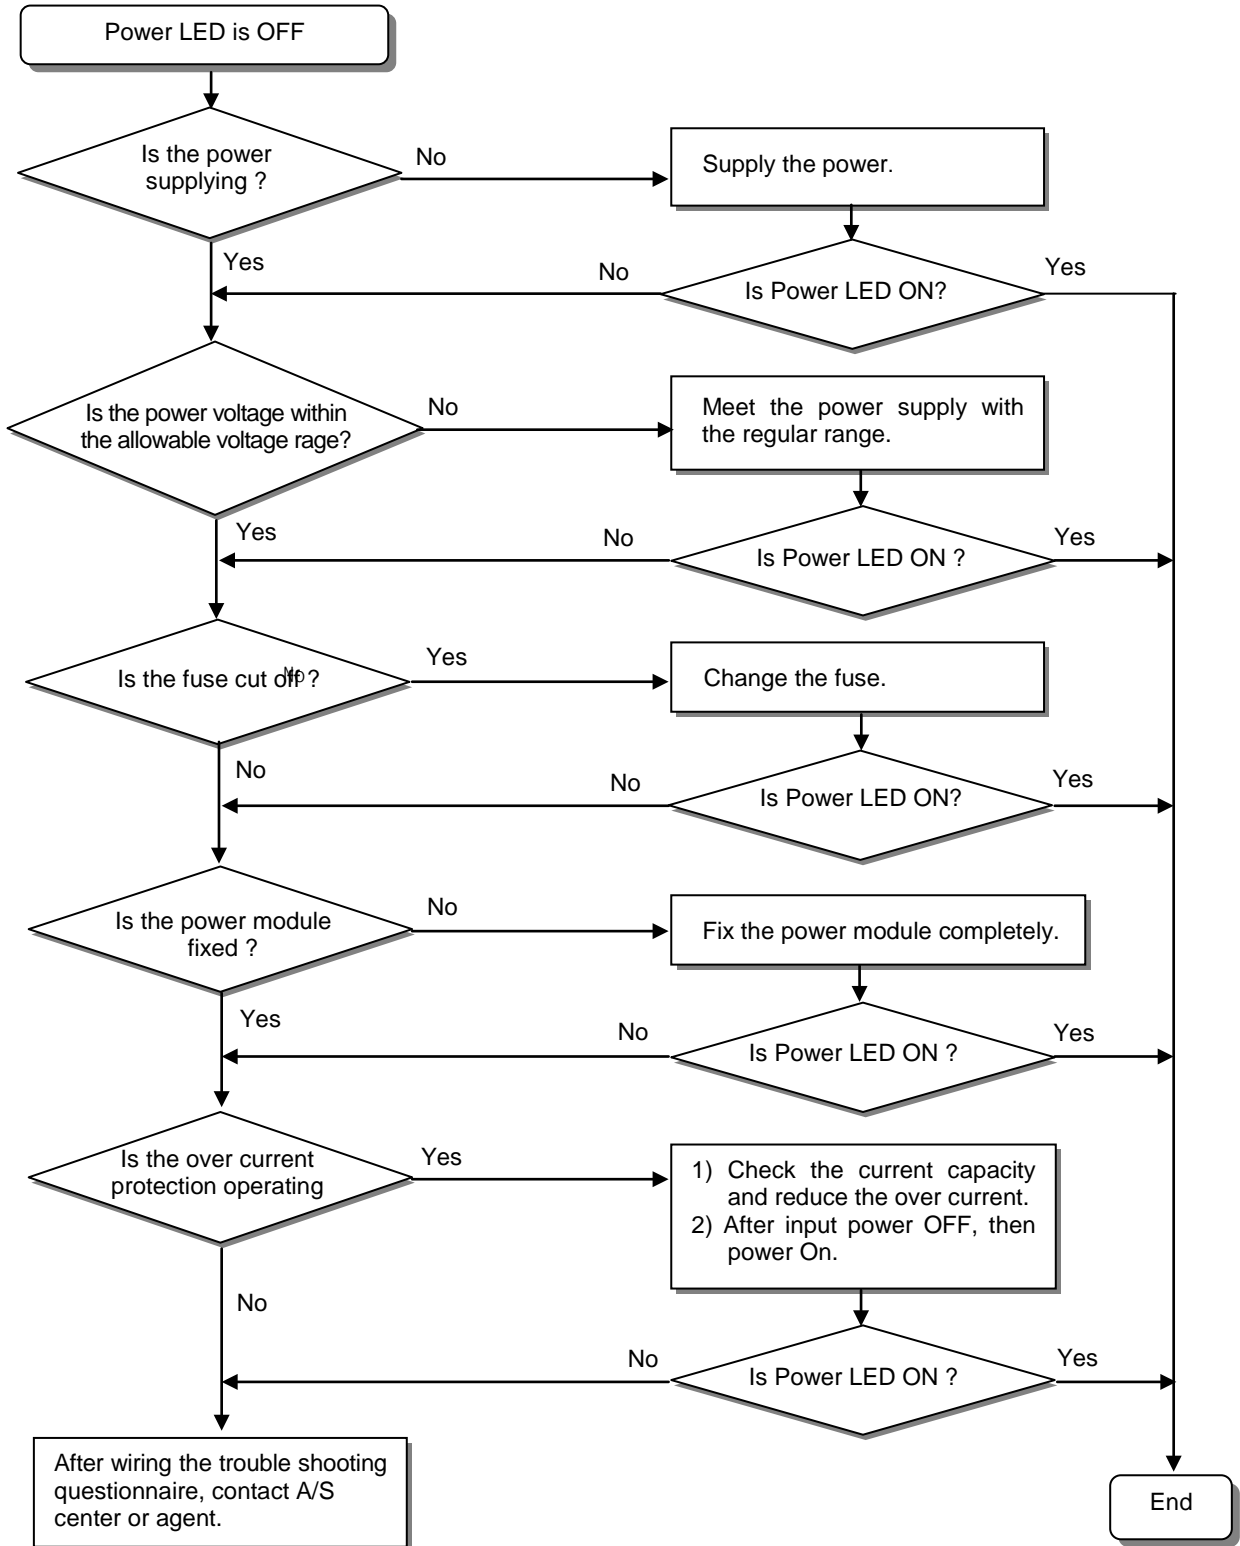 Power LED is OFF
Is the power
supplying ?
No
Supply the power.
Yes
No
Is Power LED ON?
Yes
Is the power voltage within
the allowable voltage rage?
No
Meet the power supply with
the regular range.
Yes
No
Is Power LED ON ?
Yes
Is the fuse cut off ?
No
Yes
Change the fuse.
No
No
Is Power LED ON?
Yes
Is the power module
fixed ?
No
Fix the power module completely.
Yes
No
Is Power LED ON ?
Yes
Is the over current
protection operating
Yes
1) Check the current capacity
and reduce the over current.
2) After input power OFF, then
power On.
No
No
Is Power LED ON ?
Yes
After wiring the trouble shooting
questionnaire, contact A/S
center or agent.
End